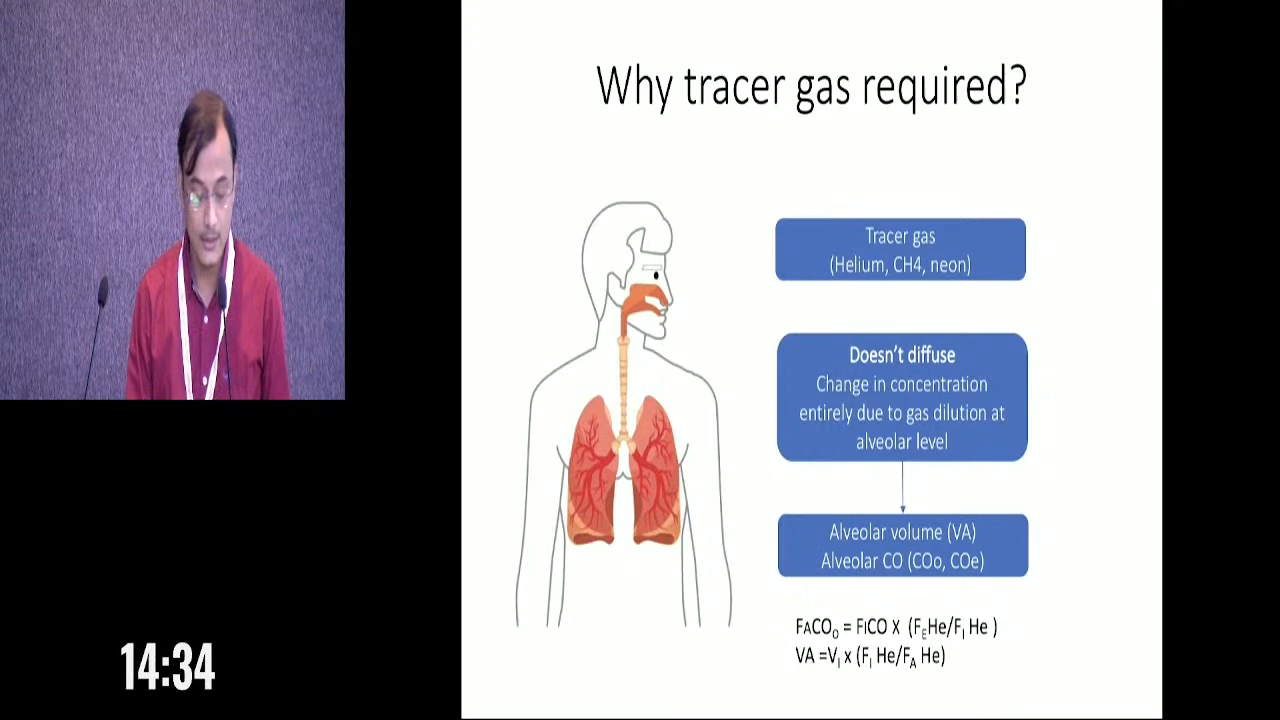 Why tracer gas required?
Tracer gas
(Helium, CH4, neon)
Doesn't diffuse
Change in concentration
entirely due to gas dilution at
alveolar level
Alveolar volume (VA)
Alveolar CO (COo, COe)
FACO₀ = FiCO X (F_EHe/F_I He )
VA =V_I x (F_I He/F_A He)
14:34